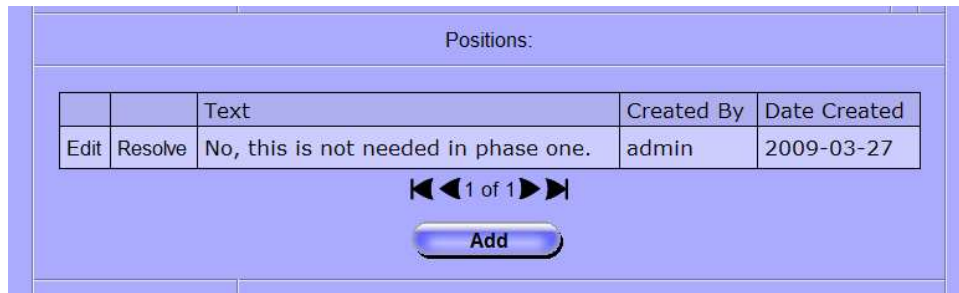 Positions:
Text Created By Date Created
Edit Resolve No, this is not needed in phase one. admin 2009-03-27
1 of 1
Add